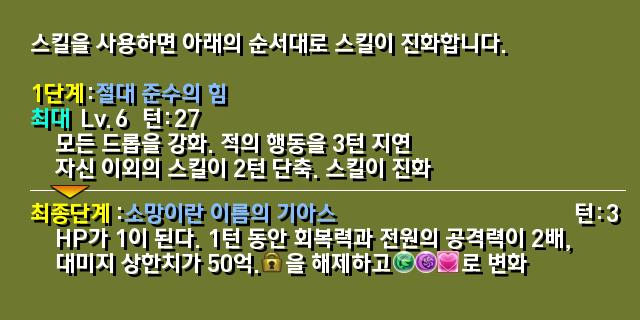 스킬을 사용하면 아래의 순서대로 스킬이 진화합니다.
1단계:절대 준수의 힘
최대 Lv.6 턴:27
모든 드롭을 강화. 적의 행동을 3턴 지연
자신 이외의 스킬이 2턴 단축. 스킬이 진화
최종단계:소망이란 이름의 기아스 턴:3
HP가 1이 된다. 1턴 동안 회복력과 전원의 공격력이 2배,
대미지 상한치가 50억.을 해제하고로 변화